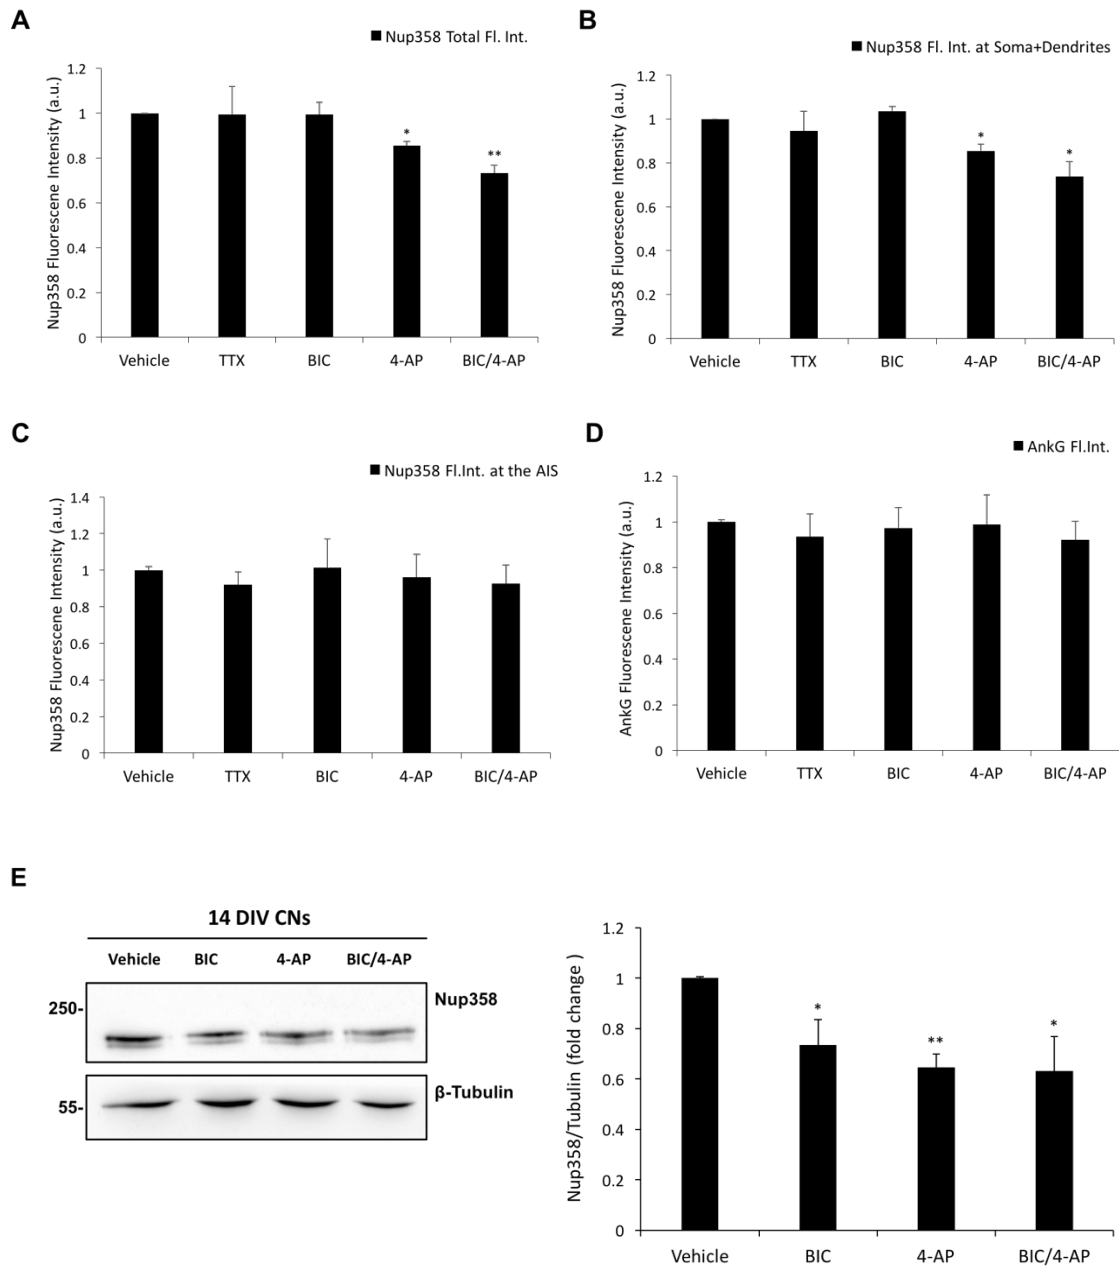 A
■ Nup358 Total Fl. Int.
Nup358 Fluorescene Intensity (a.u.)
1.2
1
0.8
0.6
0.4
0.2
0
*
**
Vehicle TTX BIC 4-AP BIC/4-AP
B
■ Nup358 Fl. Int. at Soma+Dendrites
Nup358 Fluorescene Intensity (a.u.)
1.2
1
0.8
0.6
0.4
0.2
0
*
*
Vehicle TTX BIC 4-AP BIC/4-AP
C
■ Nup358 Fl.Int. at the AIS
Nup358 Fluorescene Intensity (a.u.)
1.4
1.2
1
0.8
0.6
0.4
0.2
0
Vehicle TTX BIC 4-AP BIC/4-AP
D
■ AnkG Fl.Int.
AnkG Fluorescene Intensity (a.u.)
1.2
1
0.8
0.6
0.4
0.2
0
Vehicle TTX BIC 4-AP BIC/4-AP
E
14 DIV CNs
Vehicle BIC 4-AP BIC/4-AP
250-
Nup358
55-
β-Tubulin
Nup358/Tubulin (fold change )
1.2
1
0.8
0.6
0.4
0.2
0
*
**
*
Vehicle BIC 4-AP BIC/4-AP